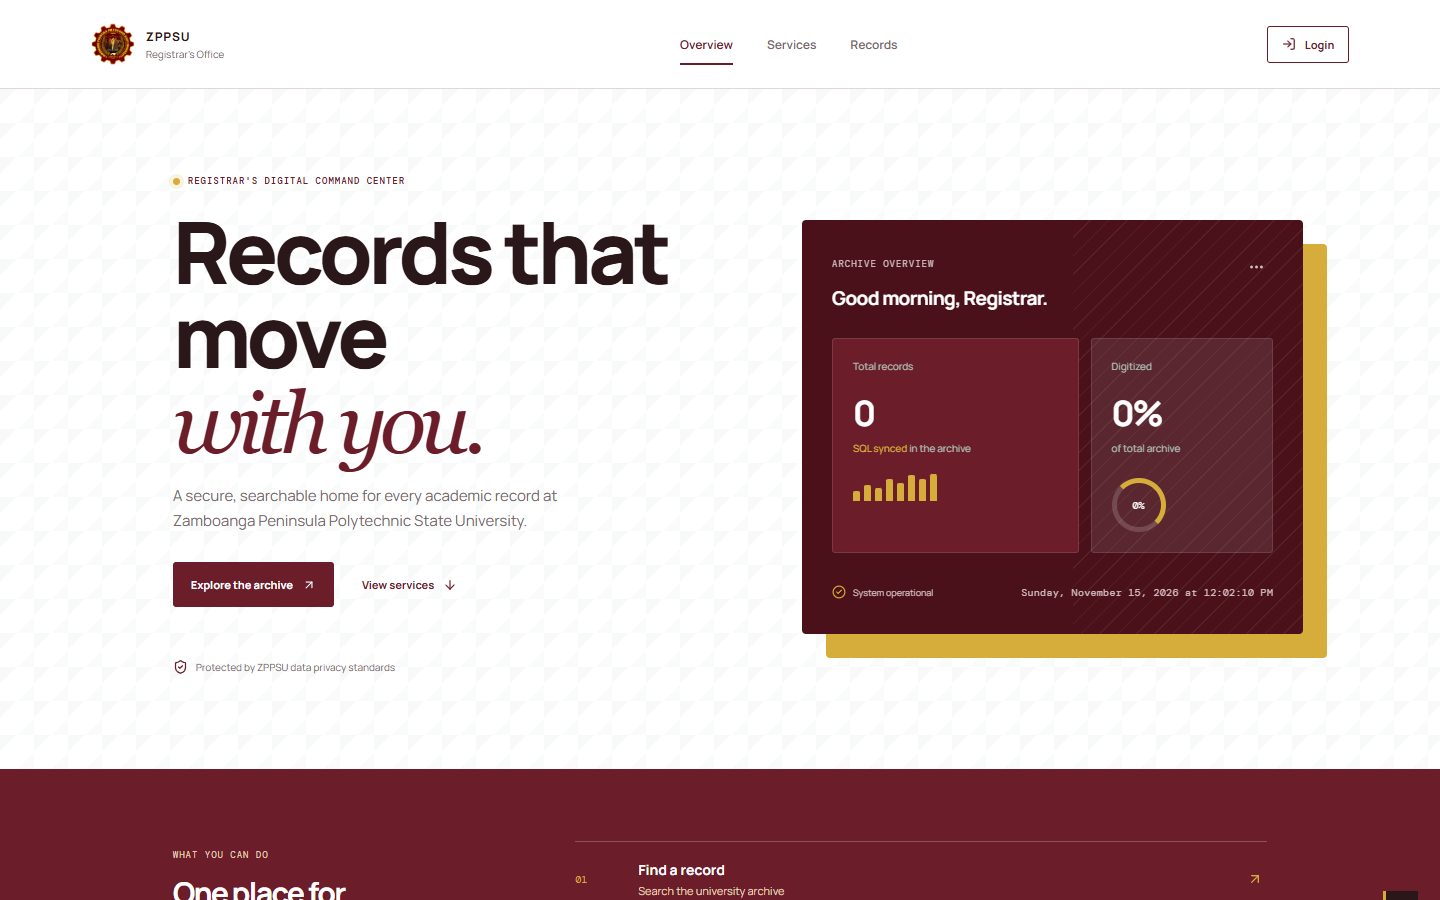 ZPPSU
Registrar's Office
Overview
Services
Records
Login
REGISTRAR'S DIGITAL COMMAND CENTER
Records that
move
with you.
A secure, searchable home for every academic record at
Zamboanga Peninsula Polytechnic State University.
Explore the archive
View services
Protected by ZPPSU data privacy standards
ARCHIVE OVERVIEW
Good morning, Registrar.
Total records
0
SQL synced in the archive
Digitized
0%
of total archive
0%
System operational
Sunday, November 15, 2026 at 12:02:10 PM
WHAT YOU CAN DO
One place for
01
Find a record
Search the university archive